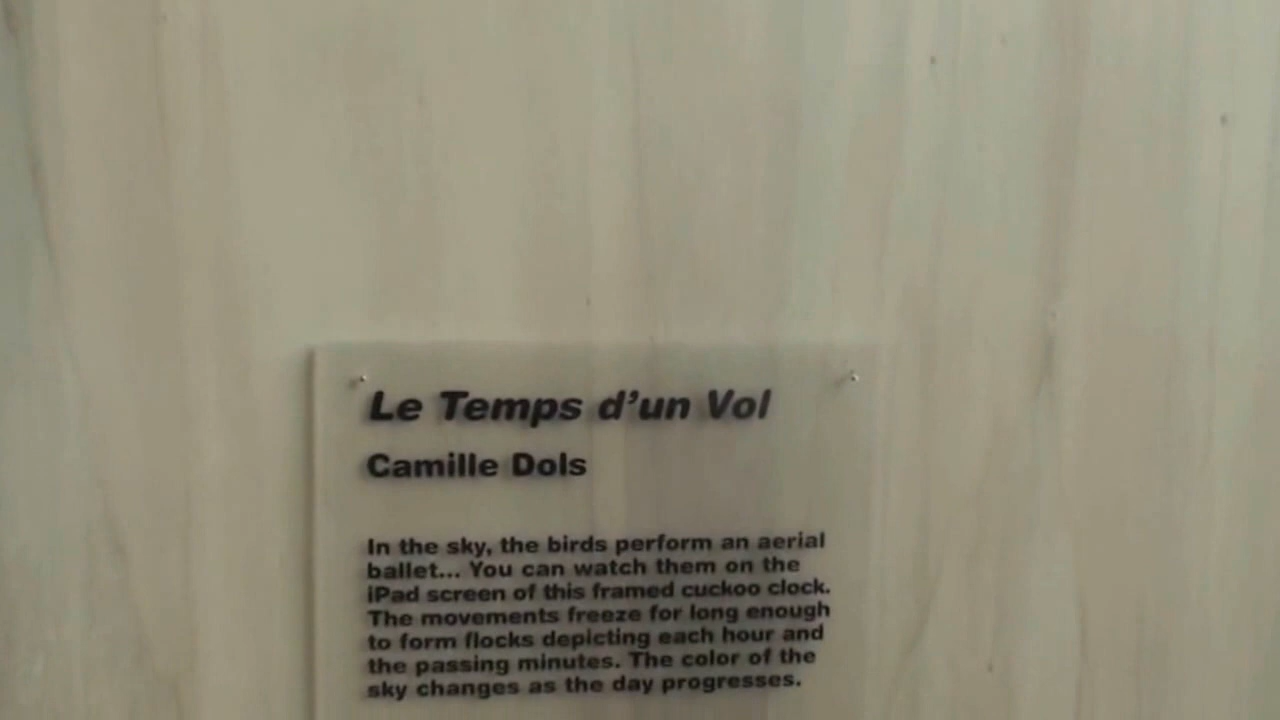 Le Temps d'un Vol
Camille Dols
In the sky, the birds perform an aerial
ballet... You can watch them on the
iPad screen of this framed cuckoo clock.
The movements freeze for long enough
to form flocks depicting each hour and
the passing minutes. The color of the
sky changes as the day progresses.